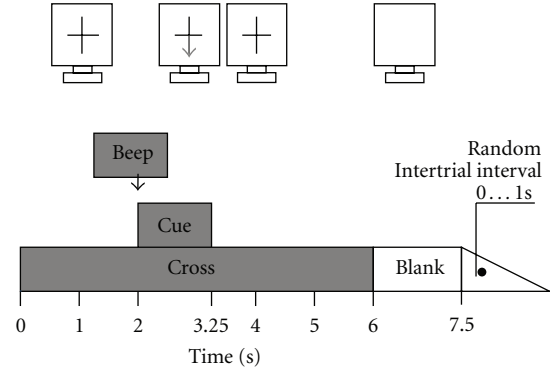 Beep
Random
Intertrial interval
0...1s
Cue
Cross
Blank
0 1 2 3.25 4 5 6 7.5
Time (s)